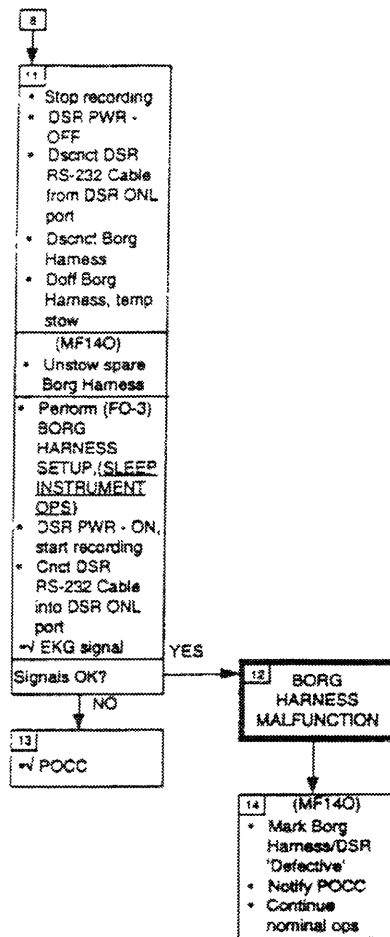 8
11
• Stop recording
• DSR PWR -
OFF
• Dscnct DSR
RS-232 Cable
from DSR ONL
port
• Dscnct Borg
Harness
• Doff Borg
Harness, temp
stow
(MF14O)
• Unstow spare
Borg Harness
• Perform (FO-3)
BORG
HARNESS
SETUP,(SLEEP
INSTRUMENT
OPS)
• DSR PWR - ON,
start recording
• Cnct DSR
RS-232 Cable
into DSR ONL
port
•√ EKG signal
Signals OK?
YES
NO
12
BORG
HARNESS
MALFUNCTION
13
•√ POCC
14
(MF14O)
• Mark Borg
Harness/DSR
'Defective'
• Notify POCC
• Continue
nominal ops